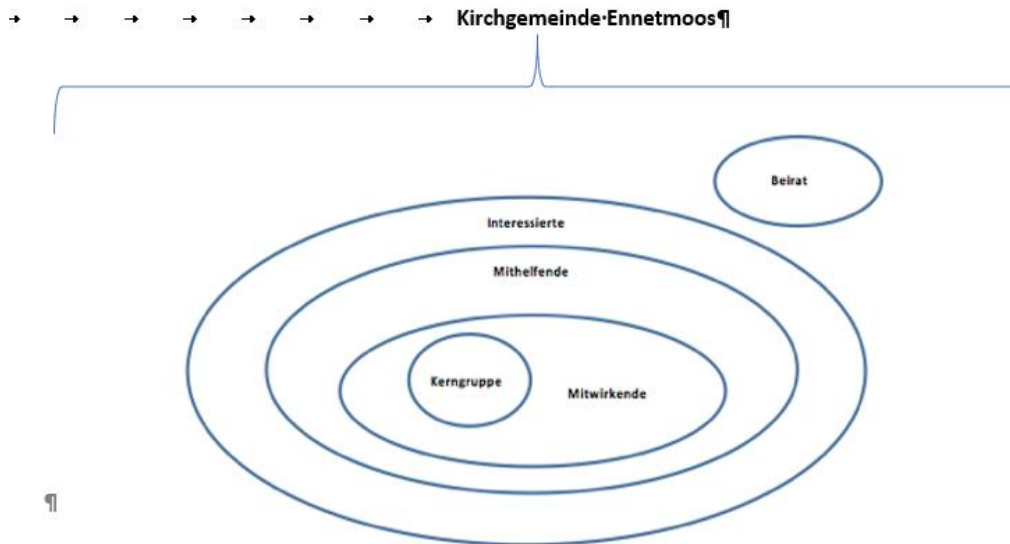 Kirchgemeinde·Ennetmoos¶
Beirat
Interessierte
Mithelfende
Kerngruppe
Mitwirkende
¶